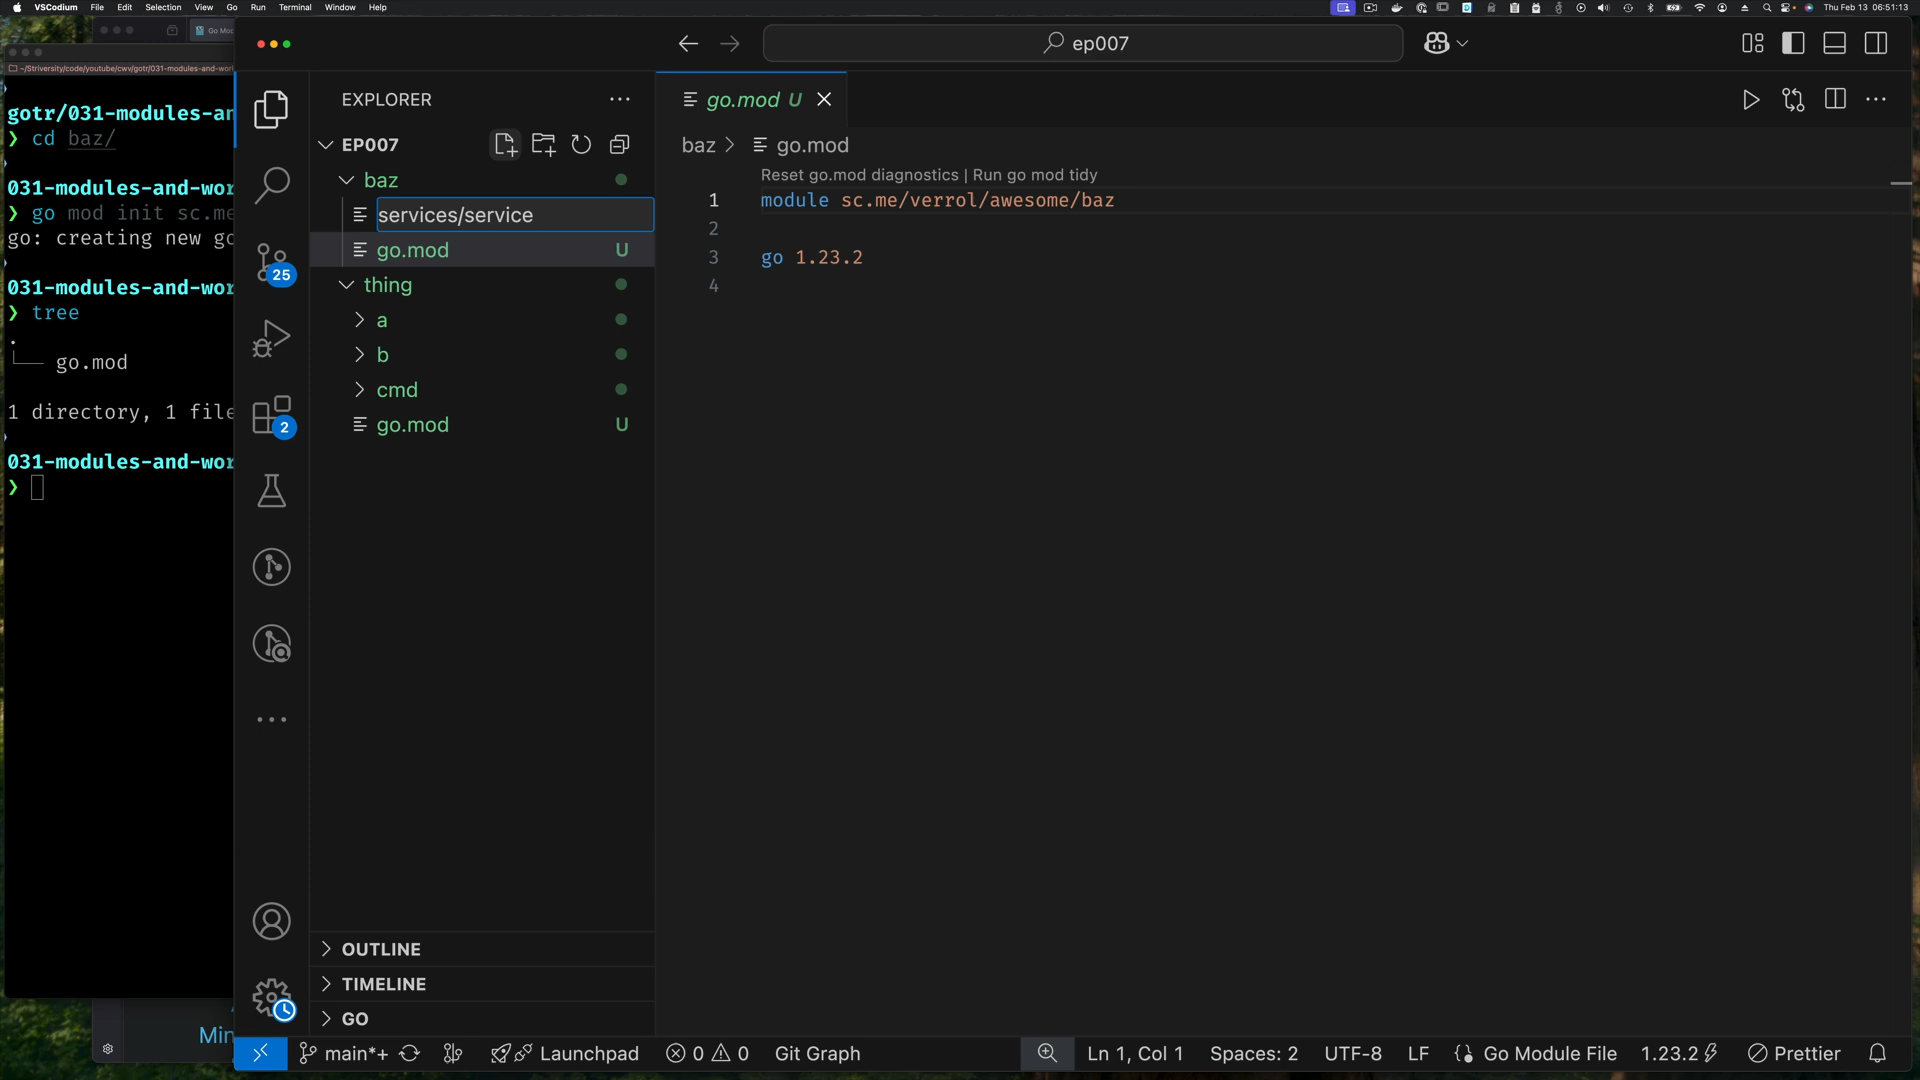 VSCodium File Edit Selection View Go Run Terminal Window Help
Thu Feb 13 06:51:13
Go Mod
~/Striversity/code/youtube/cwv/gotr/031-modules-and-wor
gotr/031-modules-an
❯ cd baz/
031-modules-and-wor
❯ go mod init sc.me
go: creating new go
031-modules-and-wor
❯ tree
.
└── go.mod
1 directory, 1 file
031-modules-and-wor
❯
Min
ep007
EXPLORER
EP007
baz
services/service
go.mod U
thing
a
b
cmd
go.mod U
25
2
OUTLINE
TIMELINE
GO
go.mod U
baz > go.mod
Reset go.mod diagnostics | Run go mod tidy
1 module sc.me/verrol/awesome/baz
2
3 go 1.23.2
4
main*+ Launchpad 0 0 Git Graph Ln 1, Col 1 Spaces: 2 UTF-8 LF Go Module File 1.23.2 Prettier